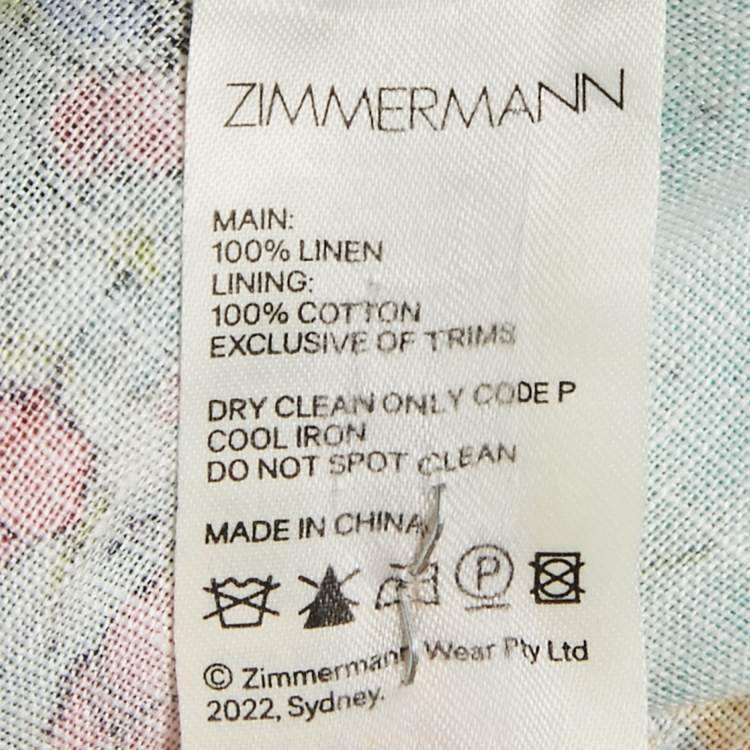 ZIMMERMANN
MAIN:
100% LINEN
LINING:
100% COTTON
EXCLUSIVE OF TRIMS
DRY CLEAN ONLY CODE P
COOL IRON
DO NOT SPOT CLEAN
MADE IN CHINA
P
© Zimmermann Wear Pty Ltd
2022, Sydney.